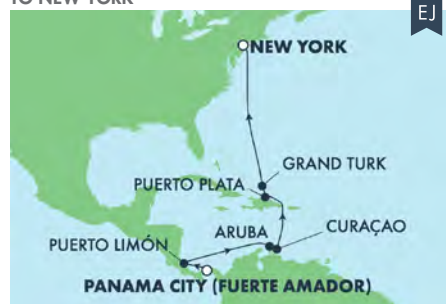 TO NEW YORK
EJ
NEW YORK
GRAND TURK
PUERTO PLATA
ARUBA
CURAÇAO
PUERTO LIMÓN
PANAMA CITY (FUERTE AMADOR)